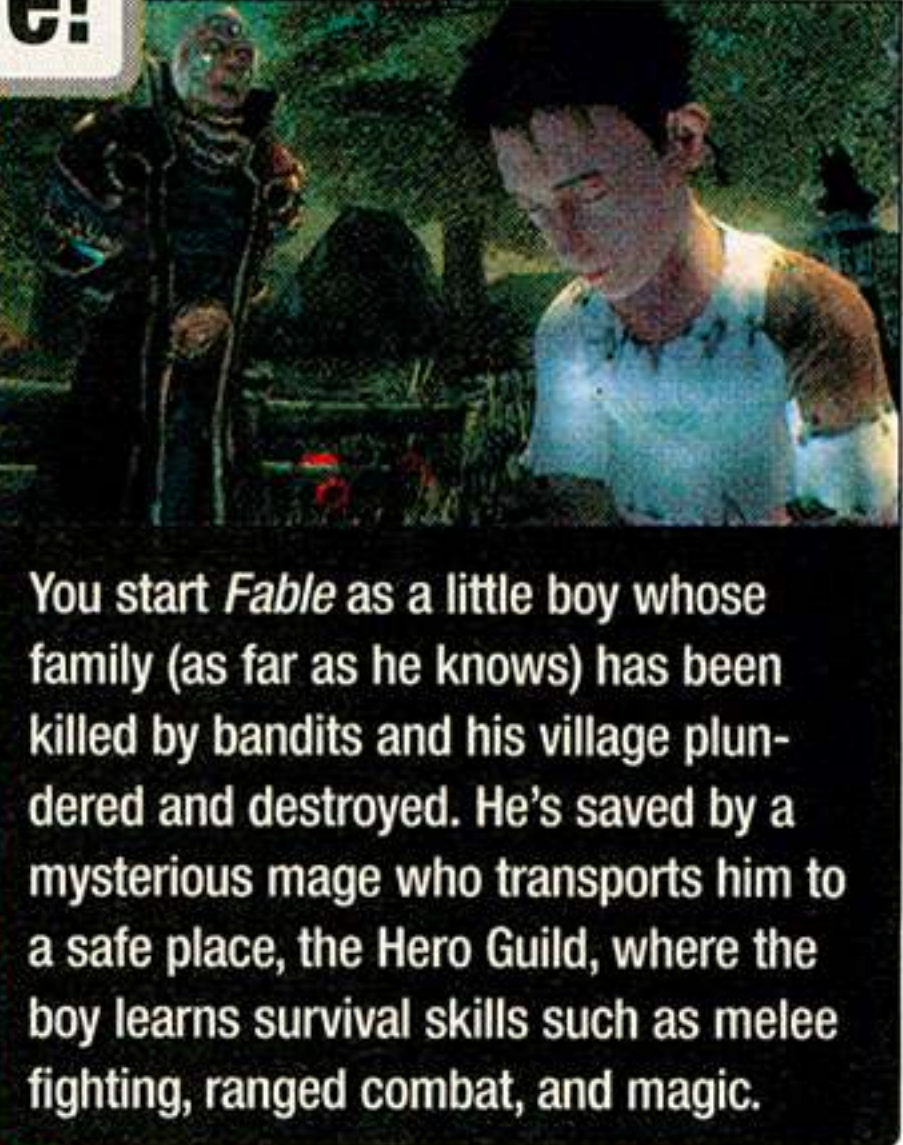 e!
You start Fable as a little boy whose
family (as far as he knows) has been
killed by bandits and his village plun-
dered and destroyed. He's saved by a
mysterious mage who transports him to
a safe place, the Hero Guild, where the
boy learns survival skills such as melee
fighting, ranged combat, and magic.